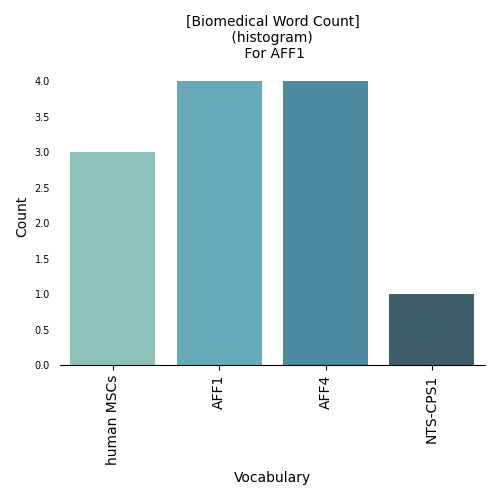 [Biomedical Word Count]
(histogram)
For AFF1
4.0
3.5
3.0
2.5
2.0
1.5
1.0
0.5
0.0
Count
human MSCs
AFF1
AFF4
NTS-CPS1
Vocabulary